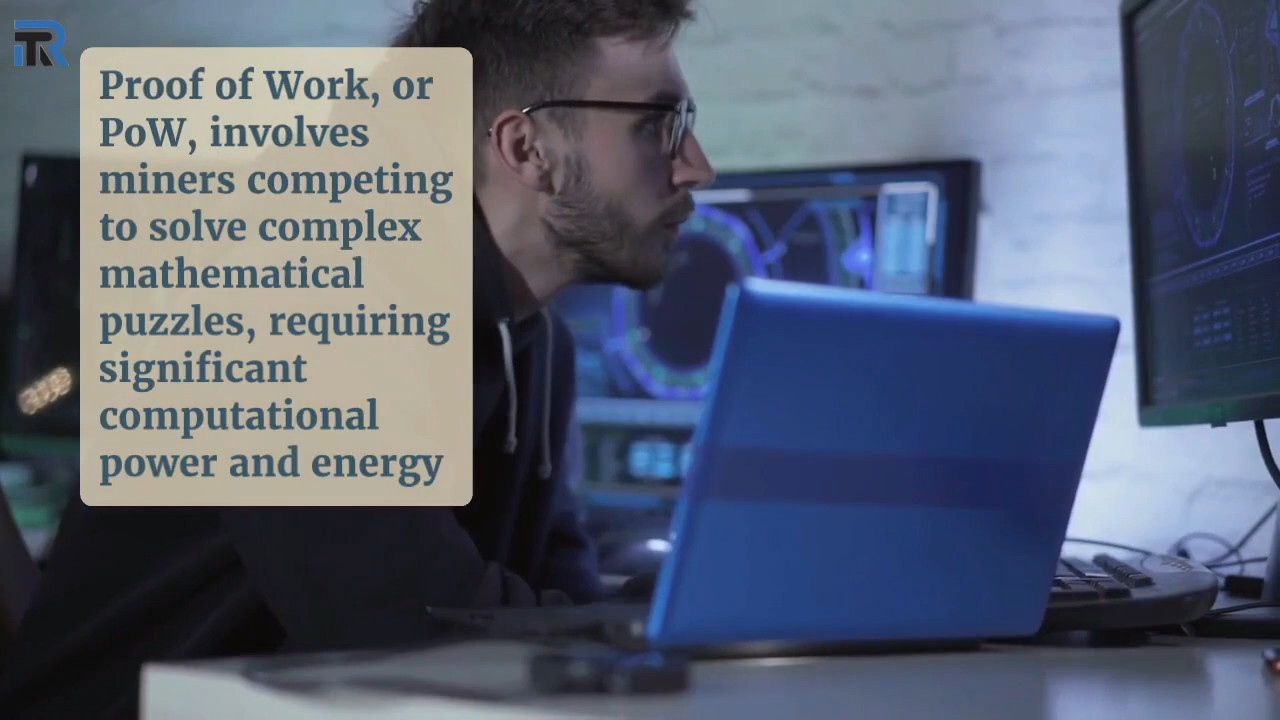 Proof of Work, or
PoW, involves
miners competing
to solve complex
mathematical
puzzles, requiring
significant
computational
power and energy